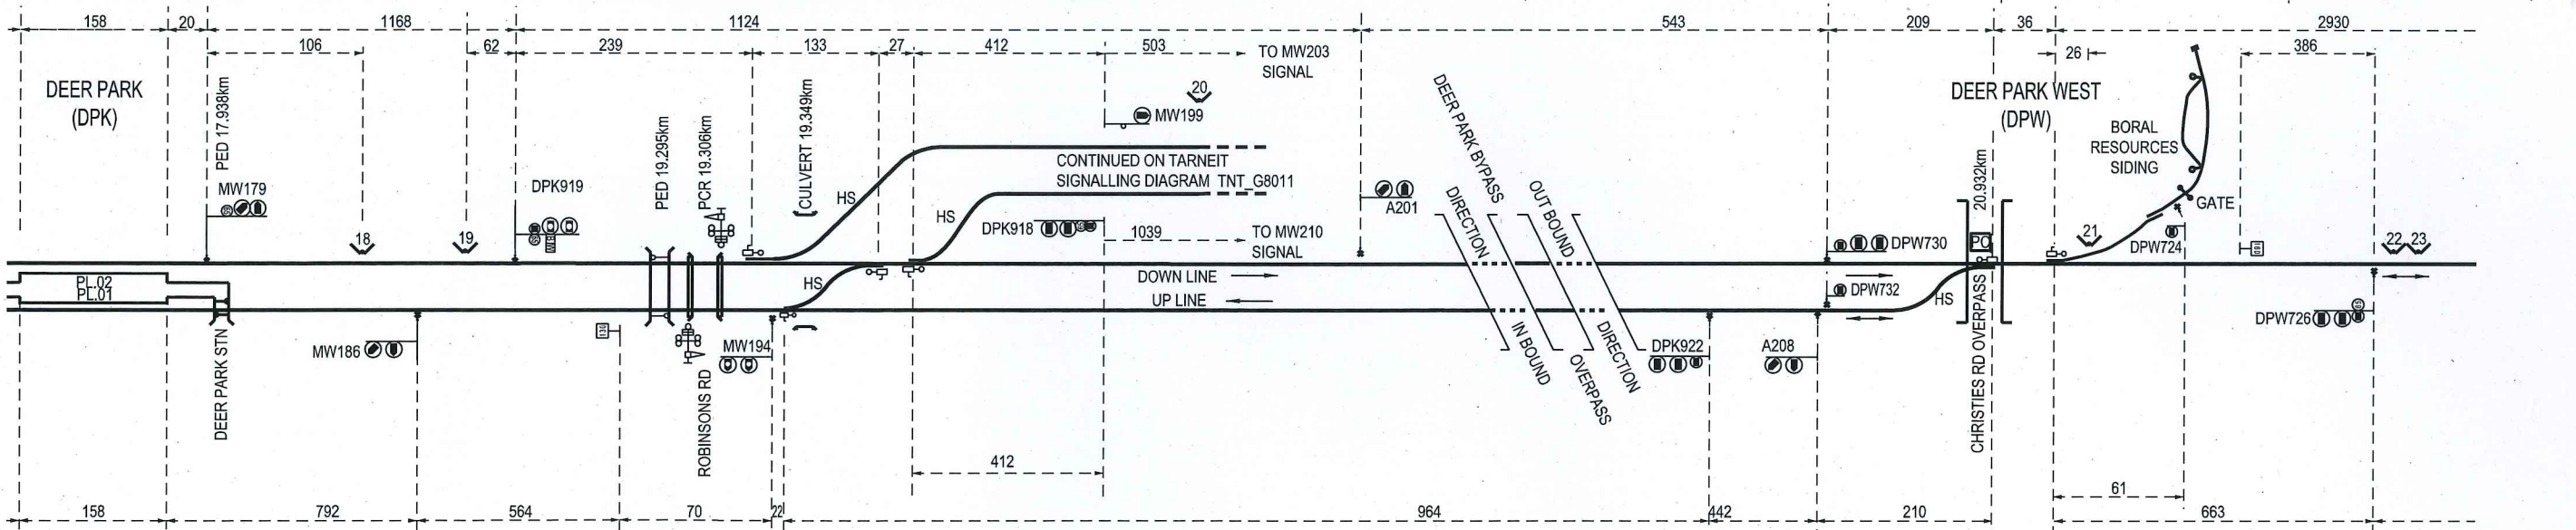 158
20
1168
1124
543
209
36
2930
106
62
239
133
27
412
503
TO MW203
SIGNAL
26
386
DEER PARK
(DPK)
PED 17.938km
MW179
18
19
DPK919
PED 19.295km
PCR 19.306km
CULVERT 19.349km
HS
HS
HS
20
MW199
CONTINUED ON TARNEIT
SIGNALLING DIAGRAM TNT_G8011
DPK918
1039
TO MW210
SIGNAL
A201
DEER PARK BYPASS
DIRECTION
OUT BOUND
IN BOUND
OVERPASS
DIRECTION
DEER PARK WEST
(DPW)
20.932km
PO
BORAL
RESOURCES
SIDING
GATE
21
DPW724
22
23
DPW730
DPW732
HS
DOWN LINE
UP LINE
PL.02
PL.01
DEER PARK STN
MW186
130
ROBINSONS RD
MW194
DPK922
A208
CHRISTIES RD OVERPASS
DPW726
412
61
158
792
564
70
22
964
442
210
663